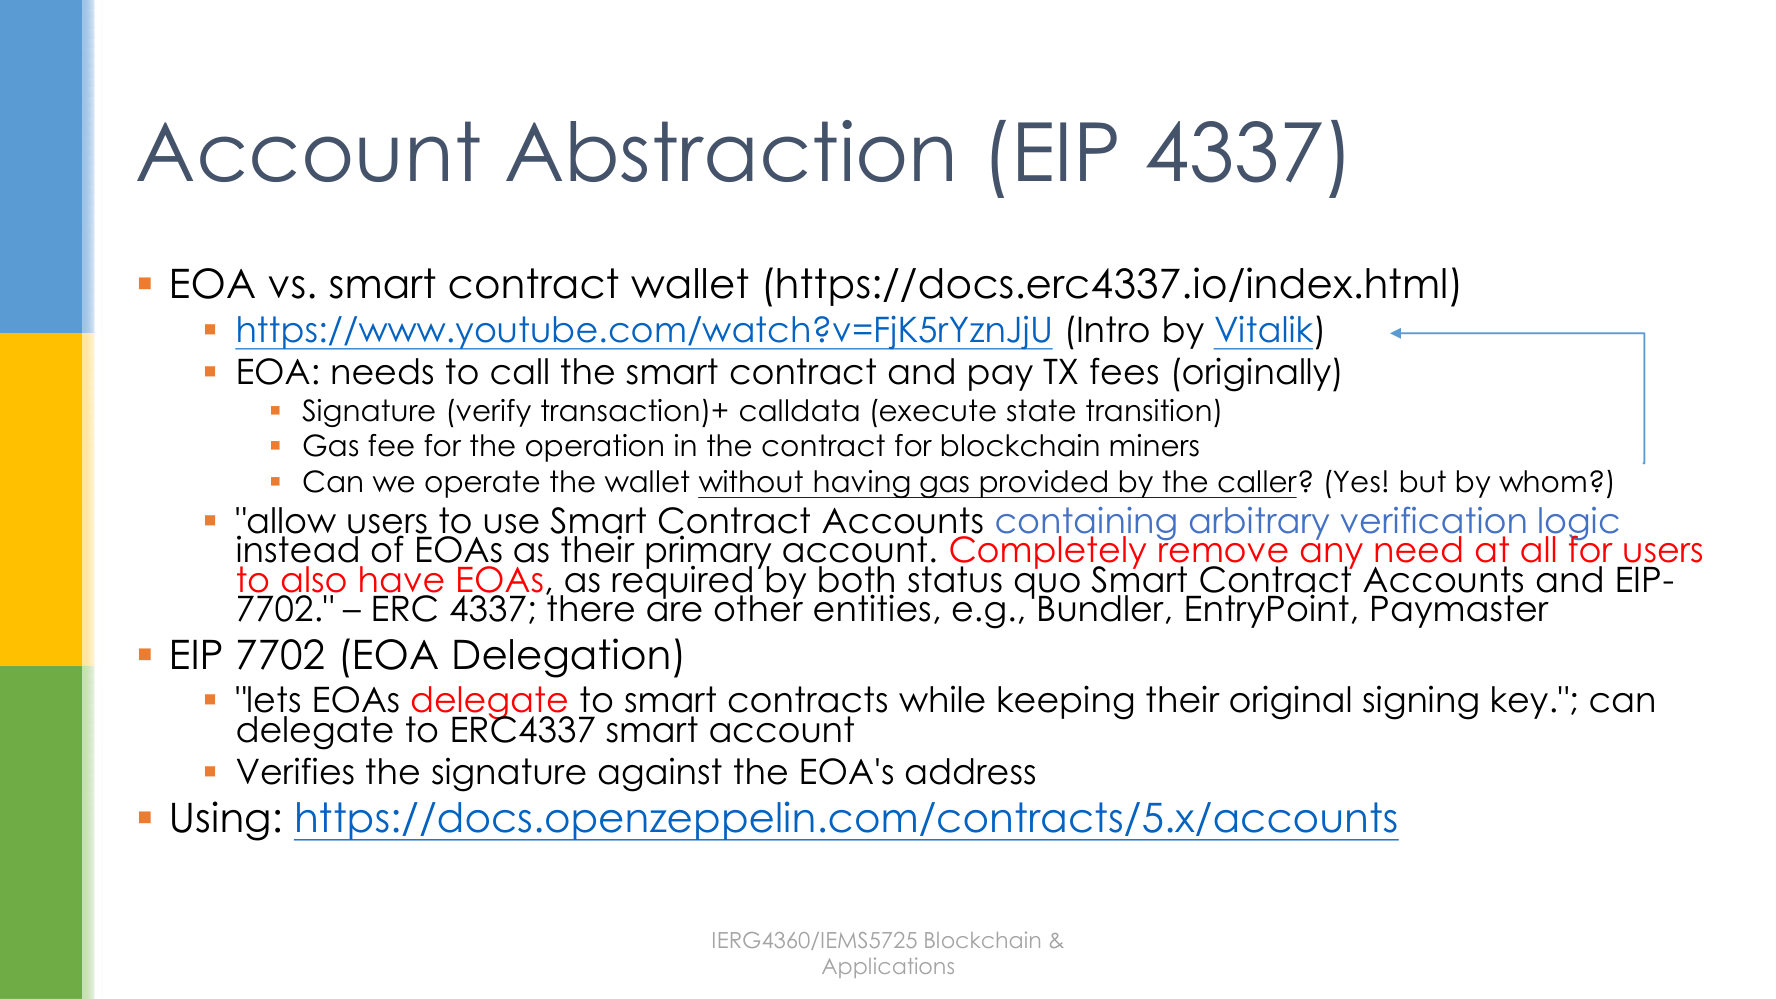 Account Abstraction (EIP 4337)
EOA vs. smart contract wallet (https://docs.erc4337.io/index.html)
https://www.youtube.com/watch?v=FjK5rYznJjU (Intro by Vitalik)
EOA: needs to call the smart contract and pay TX fees (originally)
Signature (verify transaction)+ calldata (execute state transition)
Gas fee for the operation in the contract for blockchain miners
Can we operate the wallet without having gas provided by the caller? (Yes! but by whom?)
"allow users to use Smart Contract Accounts containing arbitrary verification logic
instead of EOAs as their primary account. Completely remove any need at all for users
to also have EOAs, as required by both status quo Smart Contract Accounts and EIP-
7702." – ERC 4337; there are other entities, e.g., Bundler, EntryPoint, Paymaster
EIP 7702 (EOA Delegation)
"lets EOAs delegate to smart contracts while keeping their original signing key."; can
delegate to ERC4337 smart account
Verifies the signature against the EOA's address
Using: https://docs.openzeppelin.com/contracts/5.x/accounts
IERG4360/IEMS5725 Blockchain &
Applications